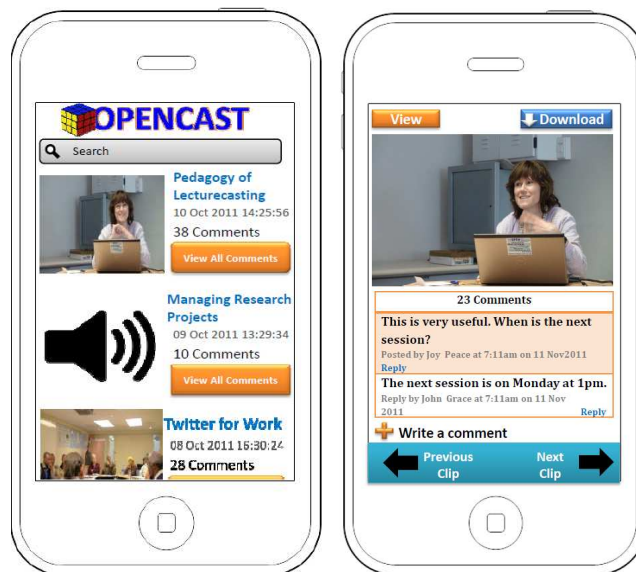 OPENCAST
Search
Pedagogy of
Lecturecasting
10 Oct 2011 14:25:56
38 Comments
View All Comments
Managing Research
Projects
09 Oct 2011 13:29:34
10 Comments
View All Comments
Twitter for Work
08 Oct 2011 16:30:24
28 Comments
View
Download
23 Comments
This is very useful. When is the next
session?
Posted by Joy Peace at 7:11am on 11 Nov2011
Reply
The next session is on Monday at 1pm.
Reply by John Grace at 7:11am on 11 Nov
2011
Reply
Write a comment
Previous
Clip
Next
Clip